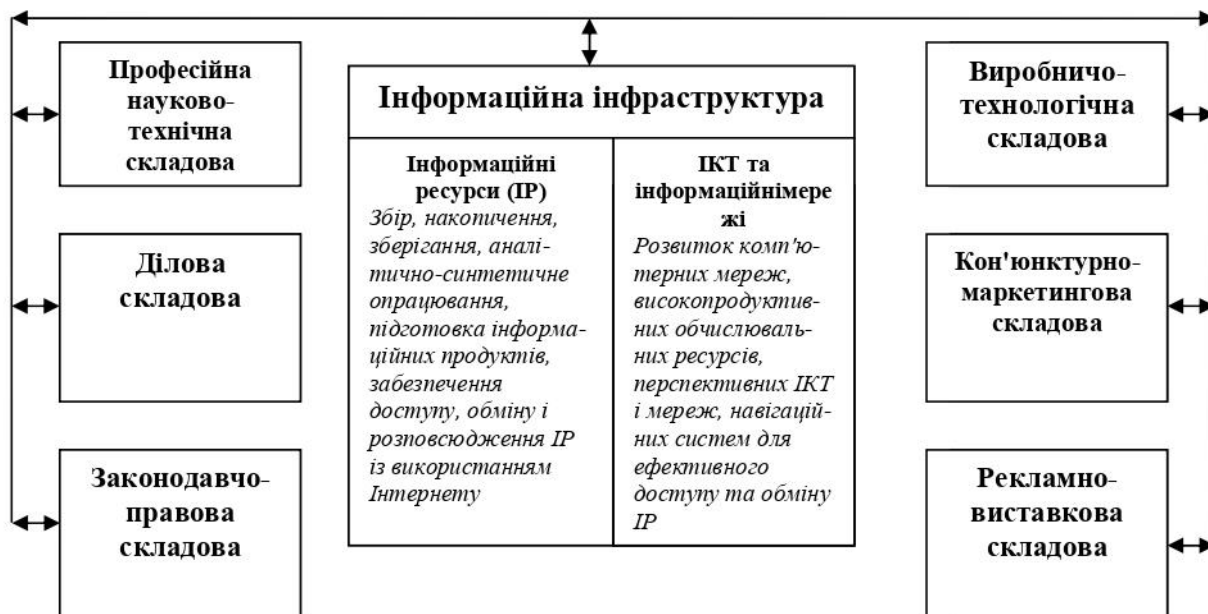 Професійна
науково-
технічна
складова
Ділова
складова
Законодавчо-
правова
складова
Інформаційна інфраструктура
Інформаційні
ресурси (ІР)
Збір, накопичення,
зберігання, аналі-
тично-синтетичне
опрацювання,
підготовка інформа-
ційних продуктів,
забезпечення
доступу, обміну і
розповсюдження ІР
із використанням
Інтернету
ІКТ та
інформаційнімере
жі
Розвиток комп'ю-
терних мереж,
високопродуктив-
них обчислюваль-
них ресурсів,
перспективних ІКТ
і мереж, навігацій-
них систем для
ефективного
доступу та обміну
ІР
Виробничо-
технологічна
складова
Кон'юнктурно-
маркетингова
складова
Рекламно-
виставкова
складова